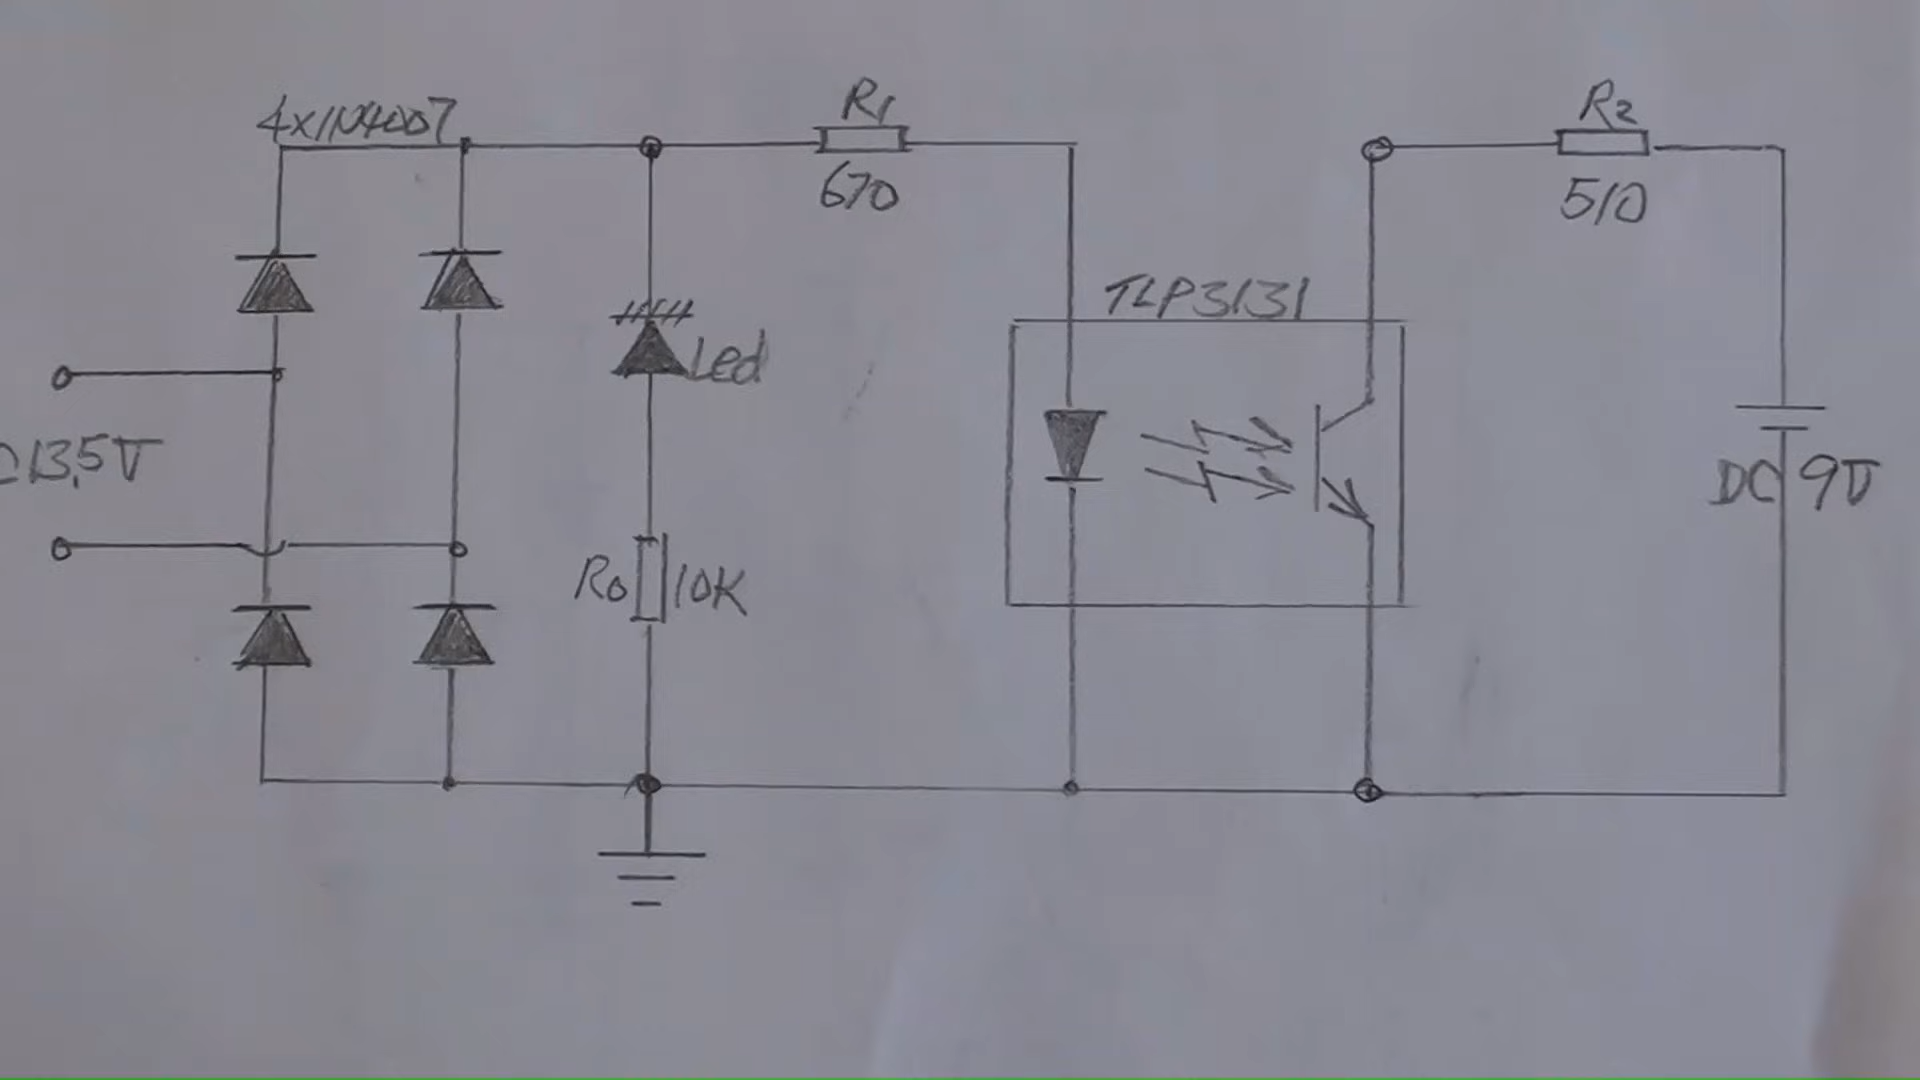 4x1N4007
R1
670
R2
510
TLP3131
Led
13,5V
DC 9V
R0 10K